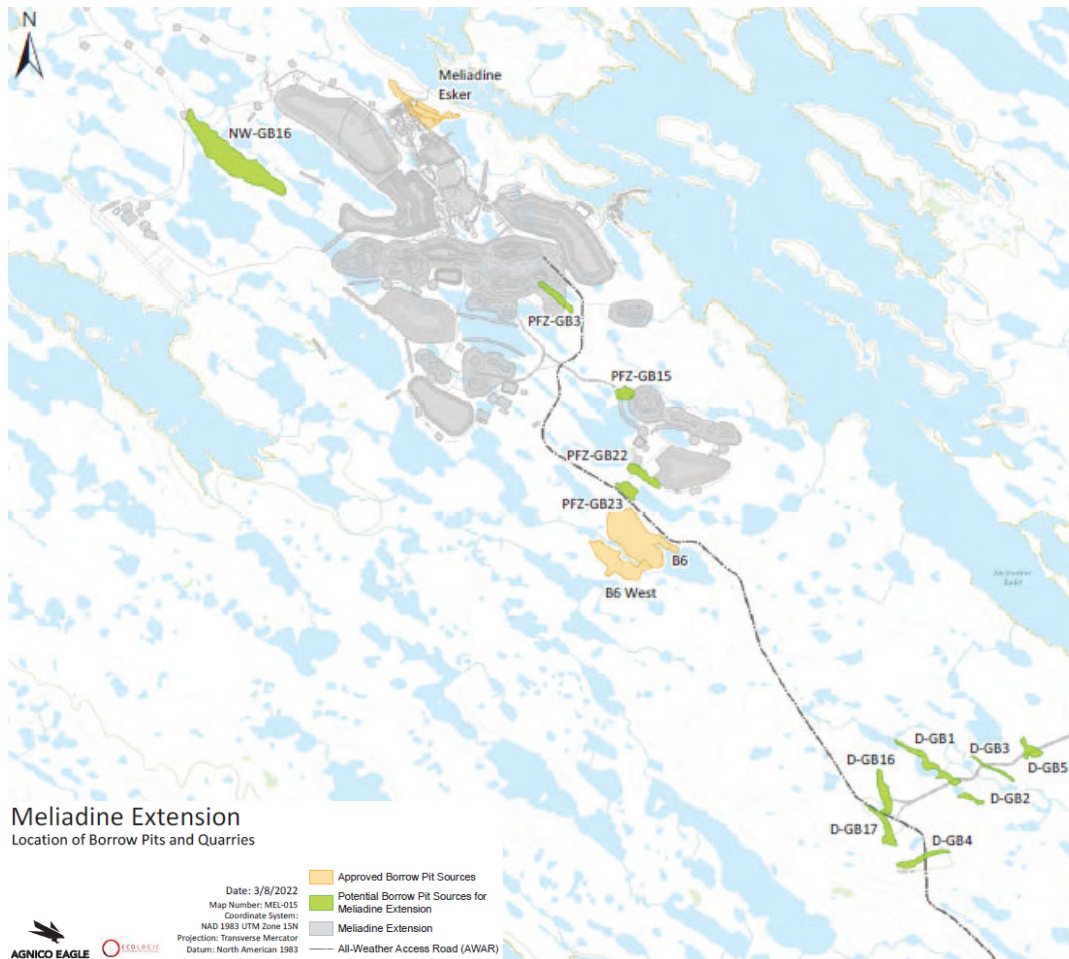 N
Meliadine
Esker
NW-GB16
PFZ-GB3
PFZ-GB15
PFZ-GB22
PFZ-GB23
B6
B6 West
Meliadine
Lake
D-GB1
D-GB3
D-GB16
D-GB5
D-GB2
D-GB17
D-GB4
Meliadine Extension
Location of Borrow Pits and Quarries
Date: 3/8/2022
Map Number: MEL-015
Coordinate System:
NAD 1983 UTM Zone 15N
Projection: Transverse Mercator
Datum: North American 1983
Approved Borrow Pit Sources
Potential Borrow Pit Sources for
Meliadine Extension
Meliadine Extension
All-Weather Access Road (AWAR)
AGNICO EAGLE
ECOLOGIC